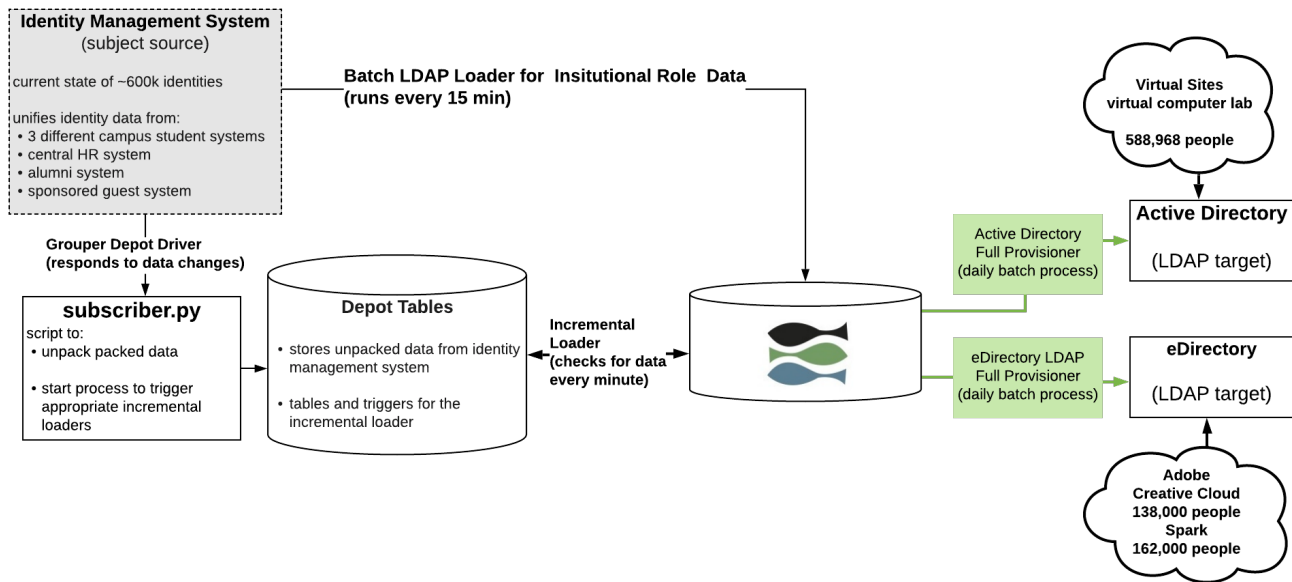 Identity Management System
(subject source)
current state of ~600k identities
unifies identity data from:
• 3 different campus student systems
• central HR system
• alumni system
• sponsored guest system
Batch LDAP Loader for Insitutional Role Data
(runs every 15 min)
Grouper Depot Driver
(responds to data changes)
subscriber.py
script to:
• unpack packed data
• start process to trigger
appropriate incremental
loaders
Depot Tables
• stores unpacked data from identity
management system
• tables and triggers for the
incremental loader
Incremental
Loader
(checks for data
every minute)
Active Directory
Full Provisioner
(daily batch process)
eDirectory LDAP
Full Provisioner
(daily batch process)
Virtual Sites
virtual computer lab
588,968 people
Active Directory
(LDAP target)
eDirectory
(LDAP target)
Adobe
Creative Cloud
138,000 people
Spark
162,000 people